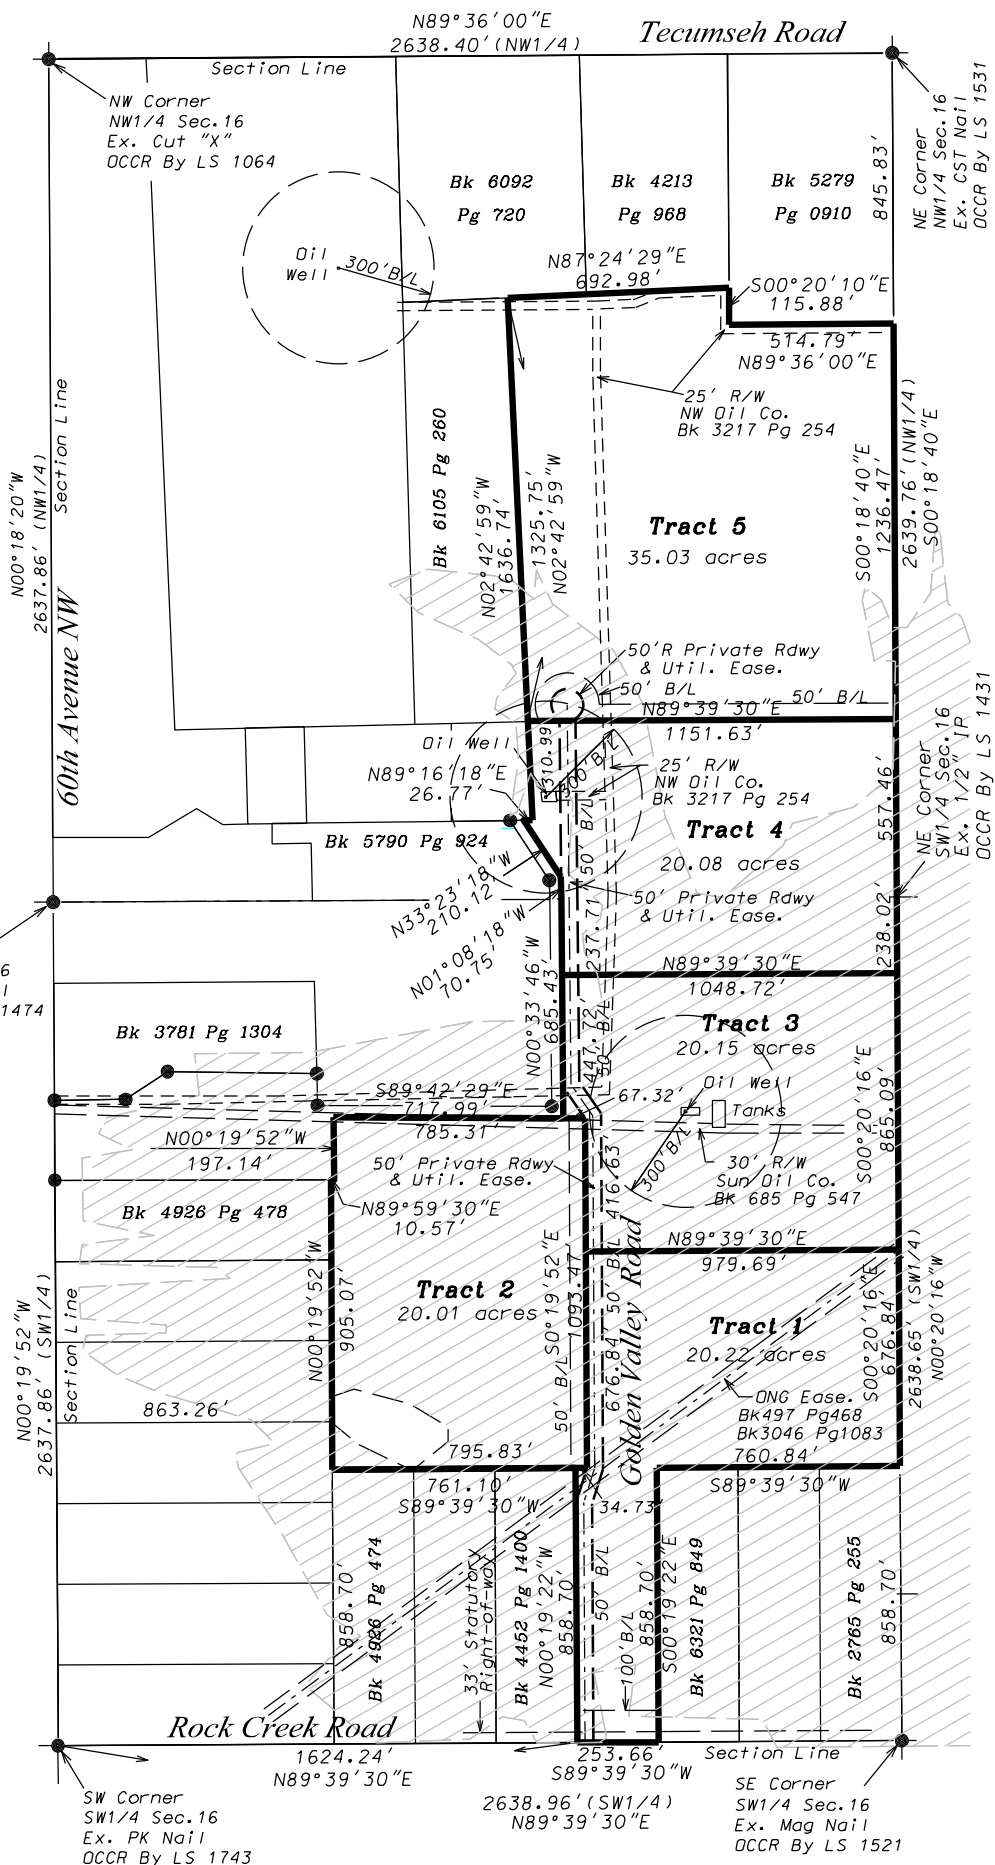 N89°36'00"E
2638.40'(NW1/4)
Tecumseh Road
Section Line
NW Corner
NW1/4 Sec.16
Ex. Cut "X"
OCCR By LS 1064
NE Corner
NW1/4 Sec.16
Ex. CST Nail
OCCR By LS 1531
845.83'
Bk 6092
Pg 720
Bk 4213
Pg 968
Bk 5279
Pg 0910
Oil
Well
300'B/L
N87°24'29"E
692.98'
S00°20'10"E
115.88'
514.79'
N89°36'00"E
25' R/W
NW Oil Co.
Bk 3217 Pg 254
Section Line
N00°18'20"W
2637.86'(NW1/4)
60th Avenue NW
Bk 6105 Pg 260
N02°42'59"W
1636.74'
1325.75'
N02°42'59"W
Tract 5
35.03 acres
S00°18'40"E
1236.47'
2639.76'(NW1/4)
S00°18'40"E
50'R Private Rdwy
& Util. Ease.
50' B/L
50' B/L
N89°39'30"E
1151.63'
Oil Well
310.99'
300'B/L
25' R/W
NW Oil Co.
Bk 3217 Pg 254
N89°16'18"E
26.77'
Bk 5790 Pg 924
50' B/L
Tract 4
20.08 acres
557.46'
NE Corner
SW1/4 Sec.16
Ex. 1/2" IP
OCCR By LS 1431
N33°23'18"W
210.12'
N01°08'18"W
70.75'
50' Private Rdwy
& Util. Ease.
237.71'
238.02'
N00°33'46"W
685.43'
N89°39'30"E
1048.72'
6
1474
Bk 3781 Pg 1304
447.72'
50' B/L
Tract 3
20.15 acres
S89°42'29"E
717.99'
785.31'
67.32'
Oil Well
Tanks
S00°20'16"E
865.09'
N00°19'52"W
197.14'
50' Private Rdwy
& Util. Ease.
416.63'
300'B/L
30' R/W
Sun Oil Co.
BK 685 Pg 547
N89°59'30"E
10.57'
Bk 4926 Pg 478
N89°39'30"E
979.69'
Tract 2
20.01 acres
N00°19'52"W
905.07'
S0°19'52"E
1093.47'
50' B/L
50' B/L
676.84'
Golden Valley Road
Tract 1
20.22 acres
S00°20'16"E
676.84'
2638.65' (SW1/4)
N00°20'16"W
N00°19'52"W
2637.86' (SW1/4)
Section Line
863.26'
ONG Ease.
BK497 Pg468
Bk3046 Pg1083
795.83'
761.10'
S89°39'30"W
34.73'
760.84'
S89°39'30"W
858.70'
Bk 4926 Pg 474
33' Statutory
Right-of-way
Bk 4452 Pg 1400
N00°19'22"W
858.70'
50' B/L
100'B/L
858.70'
S00°19'22"E
Bk 6321 Pg 849
Bk 2765 Pg 255
858.70'
Rock Creek Road
1624.24'
N89°39'30"E
253.66'
S89°39'30"W
Section Line
2638.96'(SW1/4)
N89°39'30"E
SW Corner
SW1/4 Sec.16
Ex. PK Nail
OCCR By LS 1743
SE Corner
SW1/4 Sec.16
Ex. Mag Nail
OCCR By LS 1521